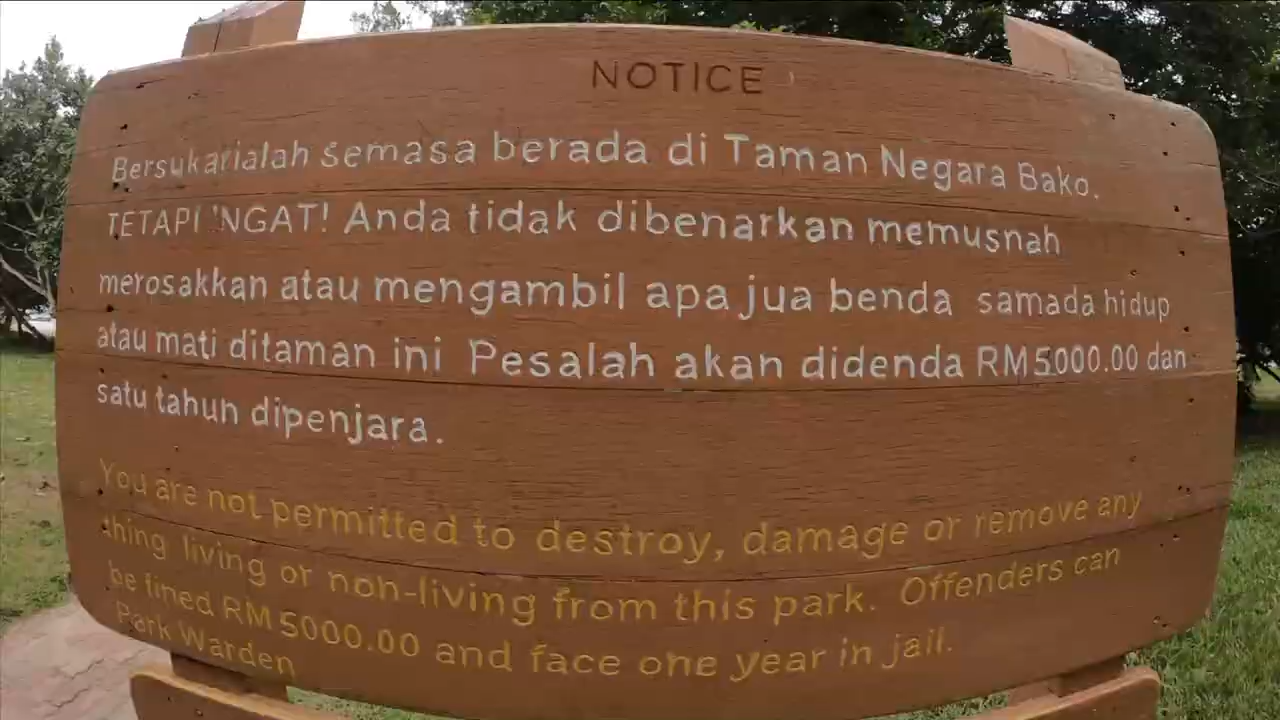 NOTICE
Bersukarialah semasa berada di Taman Negara Bako.
TETAPI 'NGAT! Anda tidak dibenarkan memusnah
merosakkan atau mengambil apa jua benda samada hidup
atau mati ditaman ini Pesalah akan didenda RM5000.00 dan
satu tahun dipenjara.
You are not permitted to destroy, damage or remove any
thing living or non-living from this park. Offenders can
be fined RM5000.00 and face one year in jail.
Park Warden